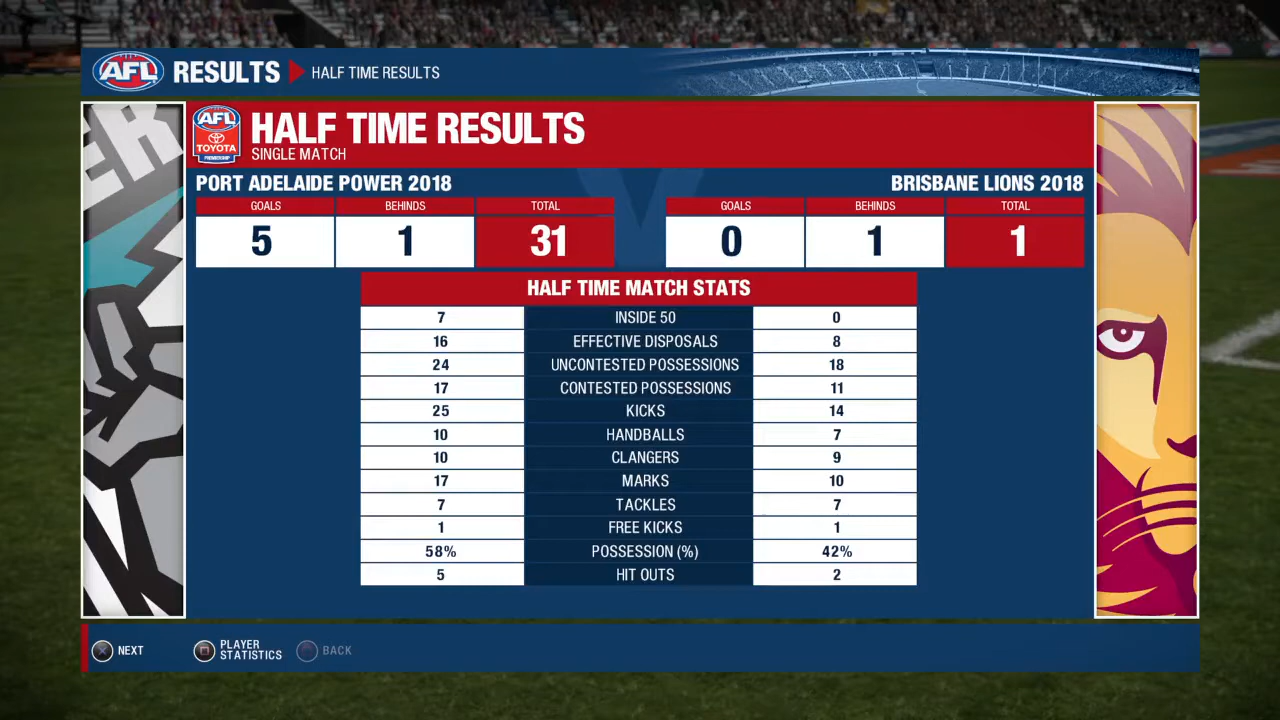 AFL RESULTS HALF TIME RESULTS
ER
AFL
TOYOTA
PREMIERSHIP
HALF TIME RESULTS
SINGLE MATCH
PORT ADELAIDE POWER 2018 BRISBANE LIONS 2018
GOALS BEHINDS TOTAL GOALS BEHINDS TOTAL
5 1 31 0 1 1
HALF TIME MATCH STATS
7 INSIDE 50 0
16 EFFECTIVE DISPOSALS 8
24 UNCONTESTED POSSESSIONS 18
17 CONTESTED POSSESSIONS 11
25 KICKS 14
10 HANDBALLS 7
10 CLANGERS 9
17 MARKS 10
7 TACKLES 7
1 FREE KICKS 1
58% POSSESSION (%) 42%
5 HIT OUTS 2
NEXT PLAYER STATISTICS BACK